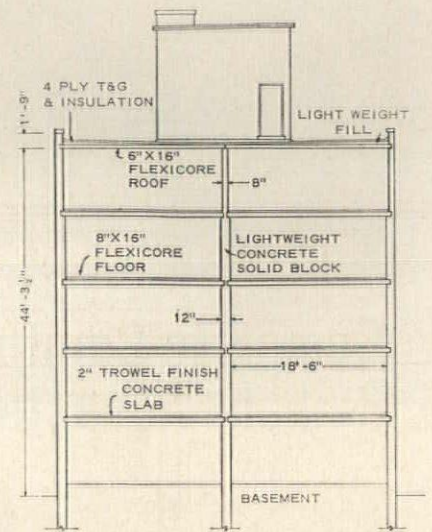 4 PLY T&G
& INSULATION
1'-9"
LIGHT WEIGHT
FILL
6"X16"
FLEXICORE
ROOF
8"
8"X16"
FLEXICORE
FLOOR
LIGHTWEIGHT
CONCRETE
SOLID BLOCK
44'-3½"
12"
2" TROWEL FINISH
CONCRETE
SLAB
18'-6"
BASEMENT